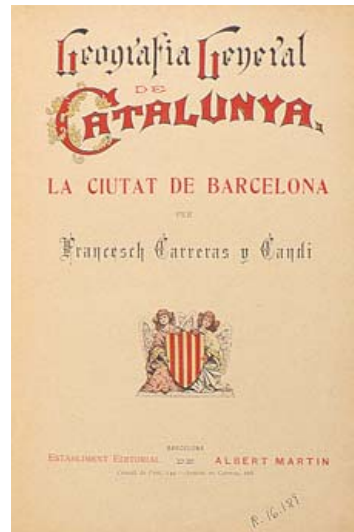 Geografia General
DE
CATALUNYA,
LA CIUTAT DE BARCELONA
PER
Francesch Carreras y Candi
BARCELONA
ESTABLIMENT EDITORIAL DE ALBERT MARTIN
R. 16.189